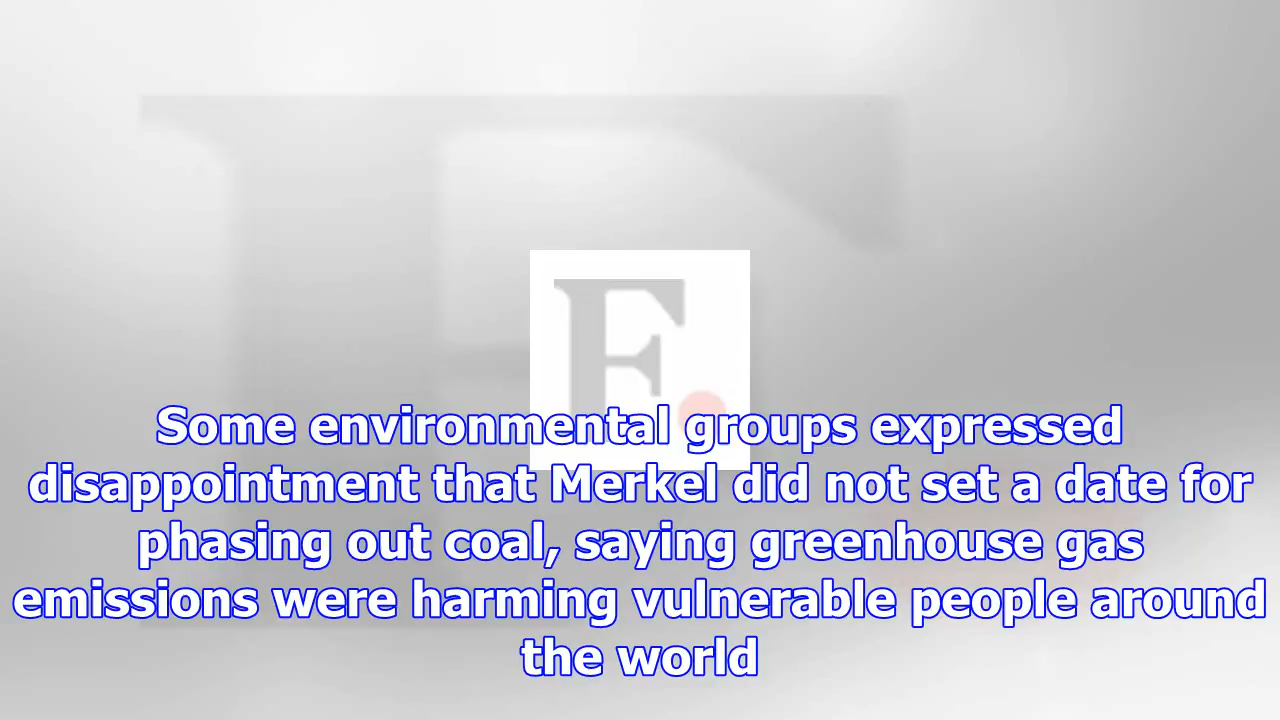 F.
Some environmental groups expressed
disappointment that Merkel did not set a date for
phasing out coal, saying greenhouse gas
emissions were harming vulnerable people around
the world